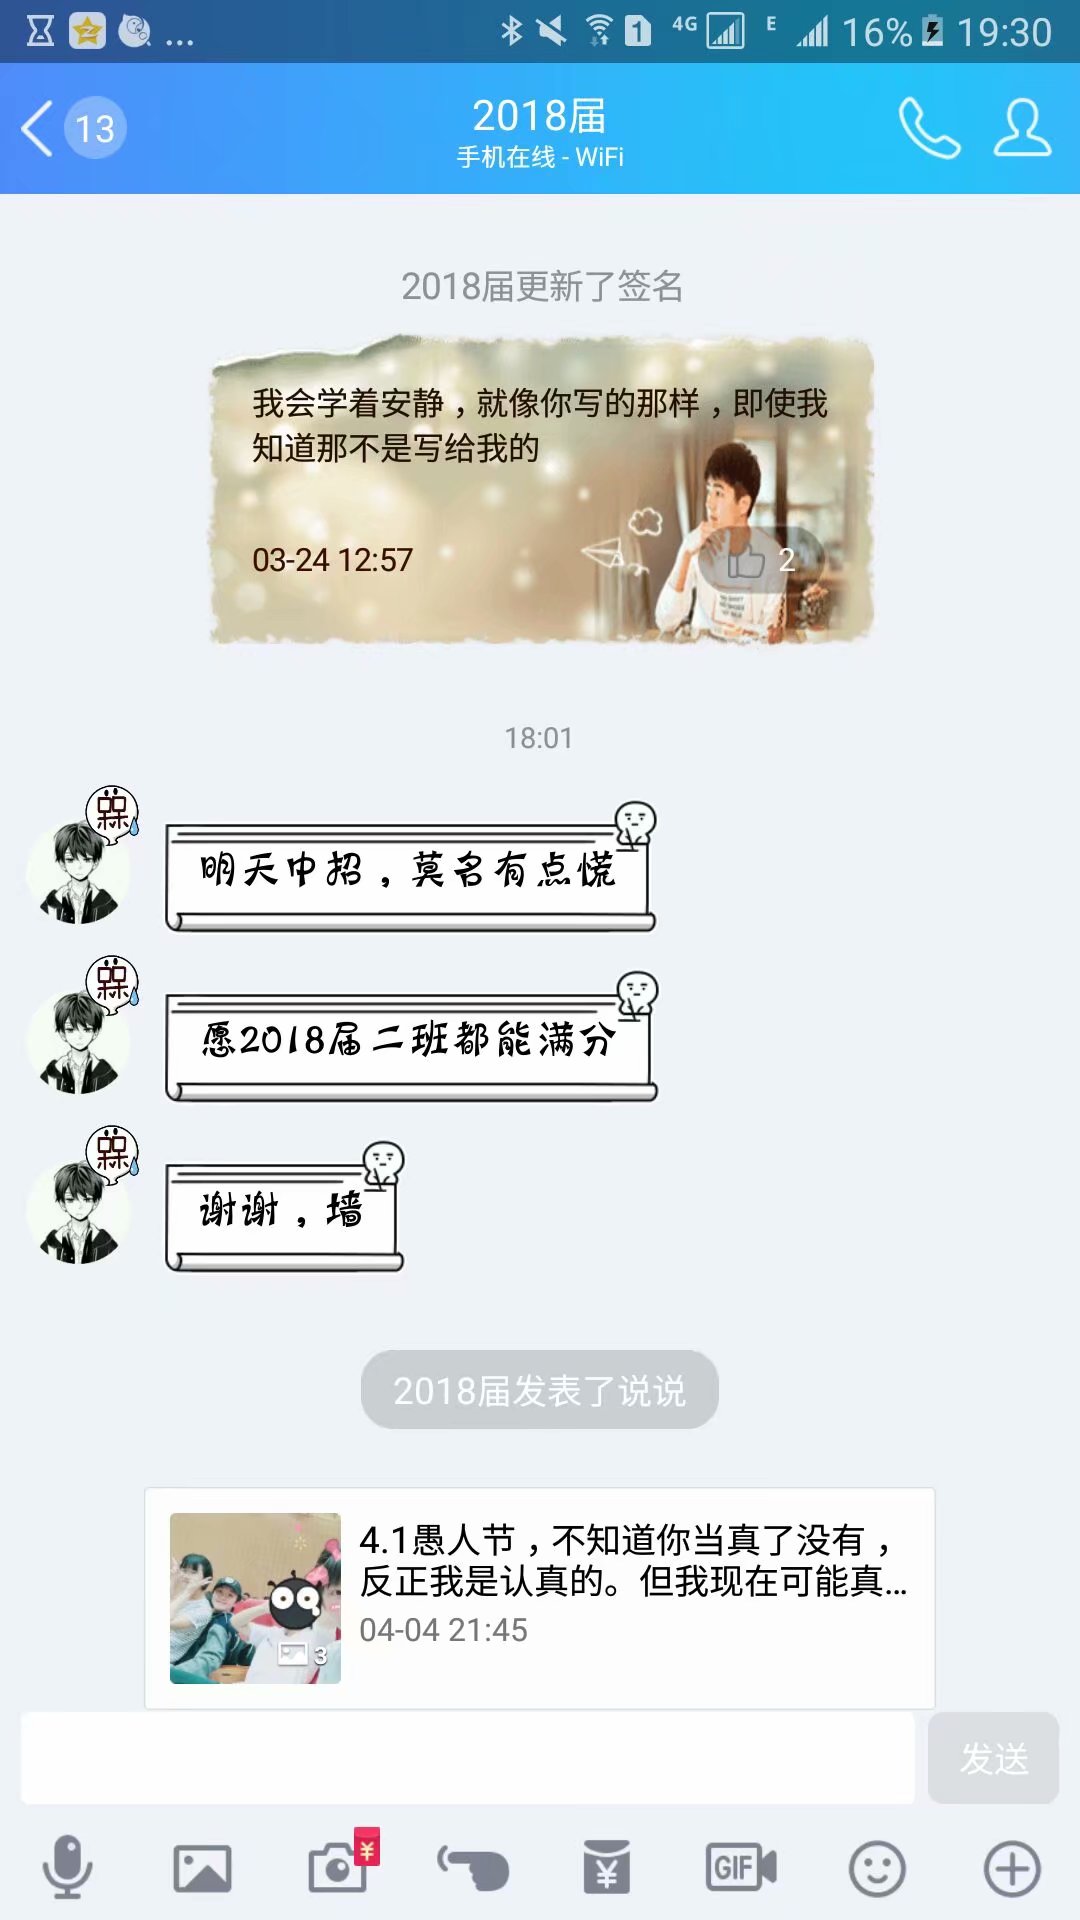 ... 1 4G E 16% 19:30
13
2018届
手机在线 - WiFi
2018届更新了签名
我会学着安静，就像你写的那样，即使我
知道那不是写给我的
03-24 12:57
2
18:01
明天中招，莫名有点慌
愿2018届二班都能满分
谢谢，墙
2018届发表了说说
4.1愚人节，不知道你当真了没有，
反正我是认真的。但我现在可能真...
04-04 21:45
3
发送
¥
¥
GIF